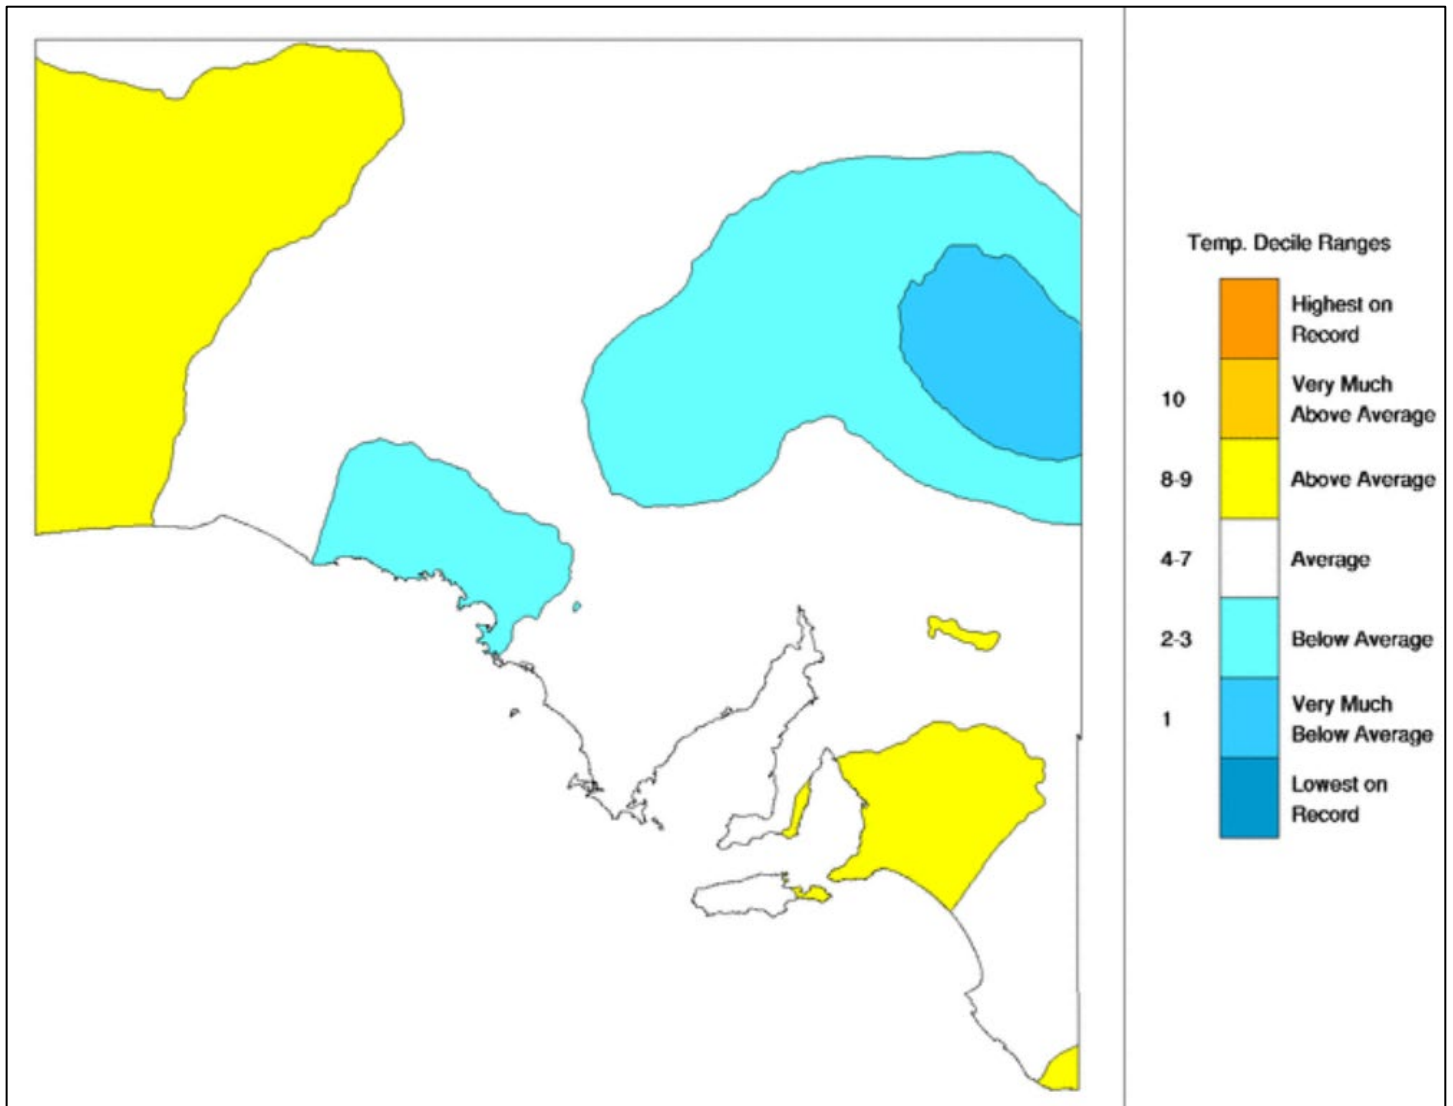 Temp. Decile Ranges
Highest on
Record
10
Very Much
Above Average
8-9
Above Average
4-7
Average
2-3
Below Average
1
Very Much
Below Average
Lowest on
Record